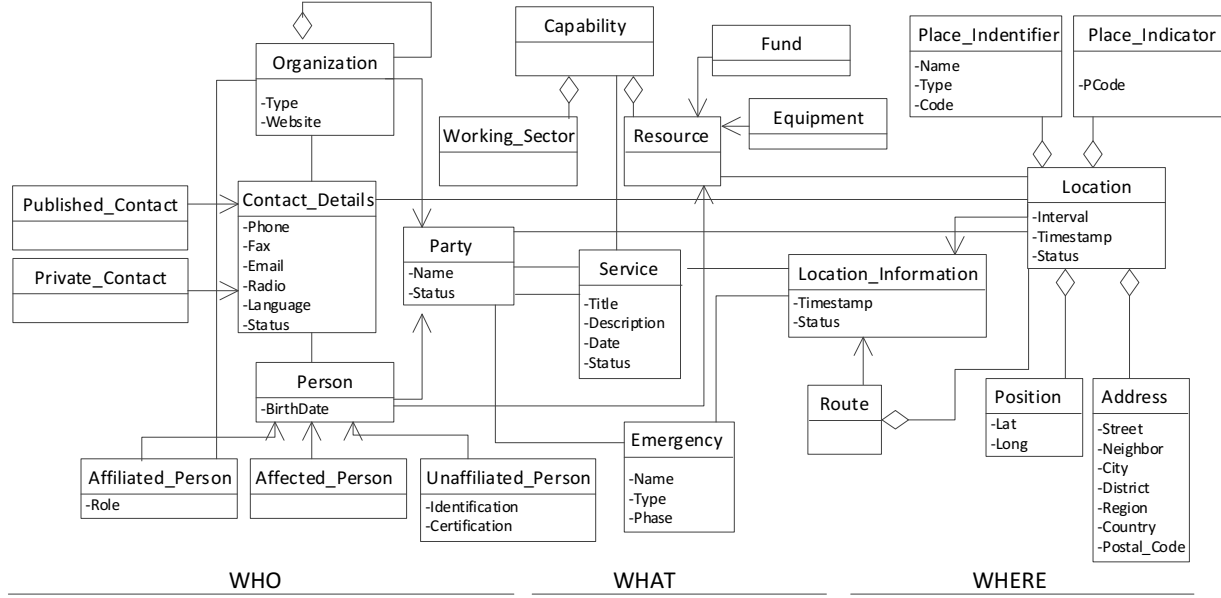 Organization
-Type
-Website
Capability
Fund
Place_Indentifier
-Name
-Type
-Code
Place_Indicator
-PCode
Working_Sector
Resource
Equipment
Published_Contact
Private_Contact
Contact_Details
-Phone
-Fax
-Email
-Radio
-Language
-Status
Party
-Name
-Status
Service
-Title
-Description
-Date
-Status
Location_Information
-Timestamp
-Status
Location
-Interval
-Timestamp
-Status
Person
-BirthDate
Affiliated_Person
-Role
Affected_Person
Unaffiliated_Person
-Identification
-Certification
Emergency
-Name
-Type
-Phase
Route
Position
-Lat
-Long
Address
-Street
-Neighbor
-City
-District
-Region
-Country
-Postal_Code
WHO
WHAT
WHERE